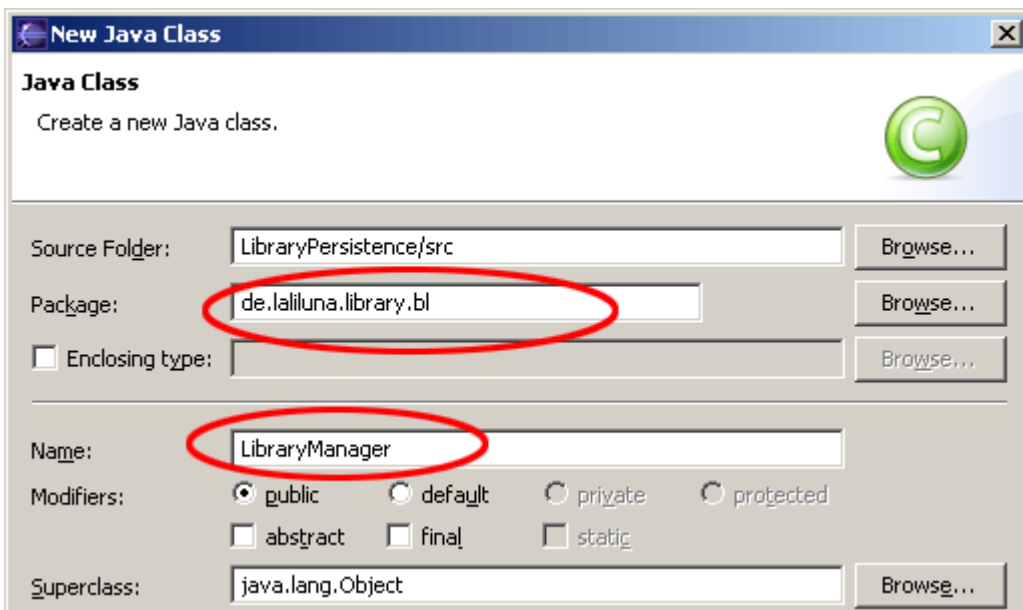 New Java Class
Java Class
Create a new Java class.
Source Folder: LibraryPersistence/src Browse...
Package: de.laliluna.library.bl Browse...
Enclosing type: Browse...
Name: LibraryManager
Modifiers: public default private protected
abstract final static
Superclass: java.lang.Object Browse...